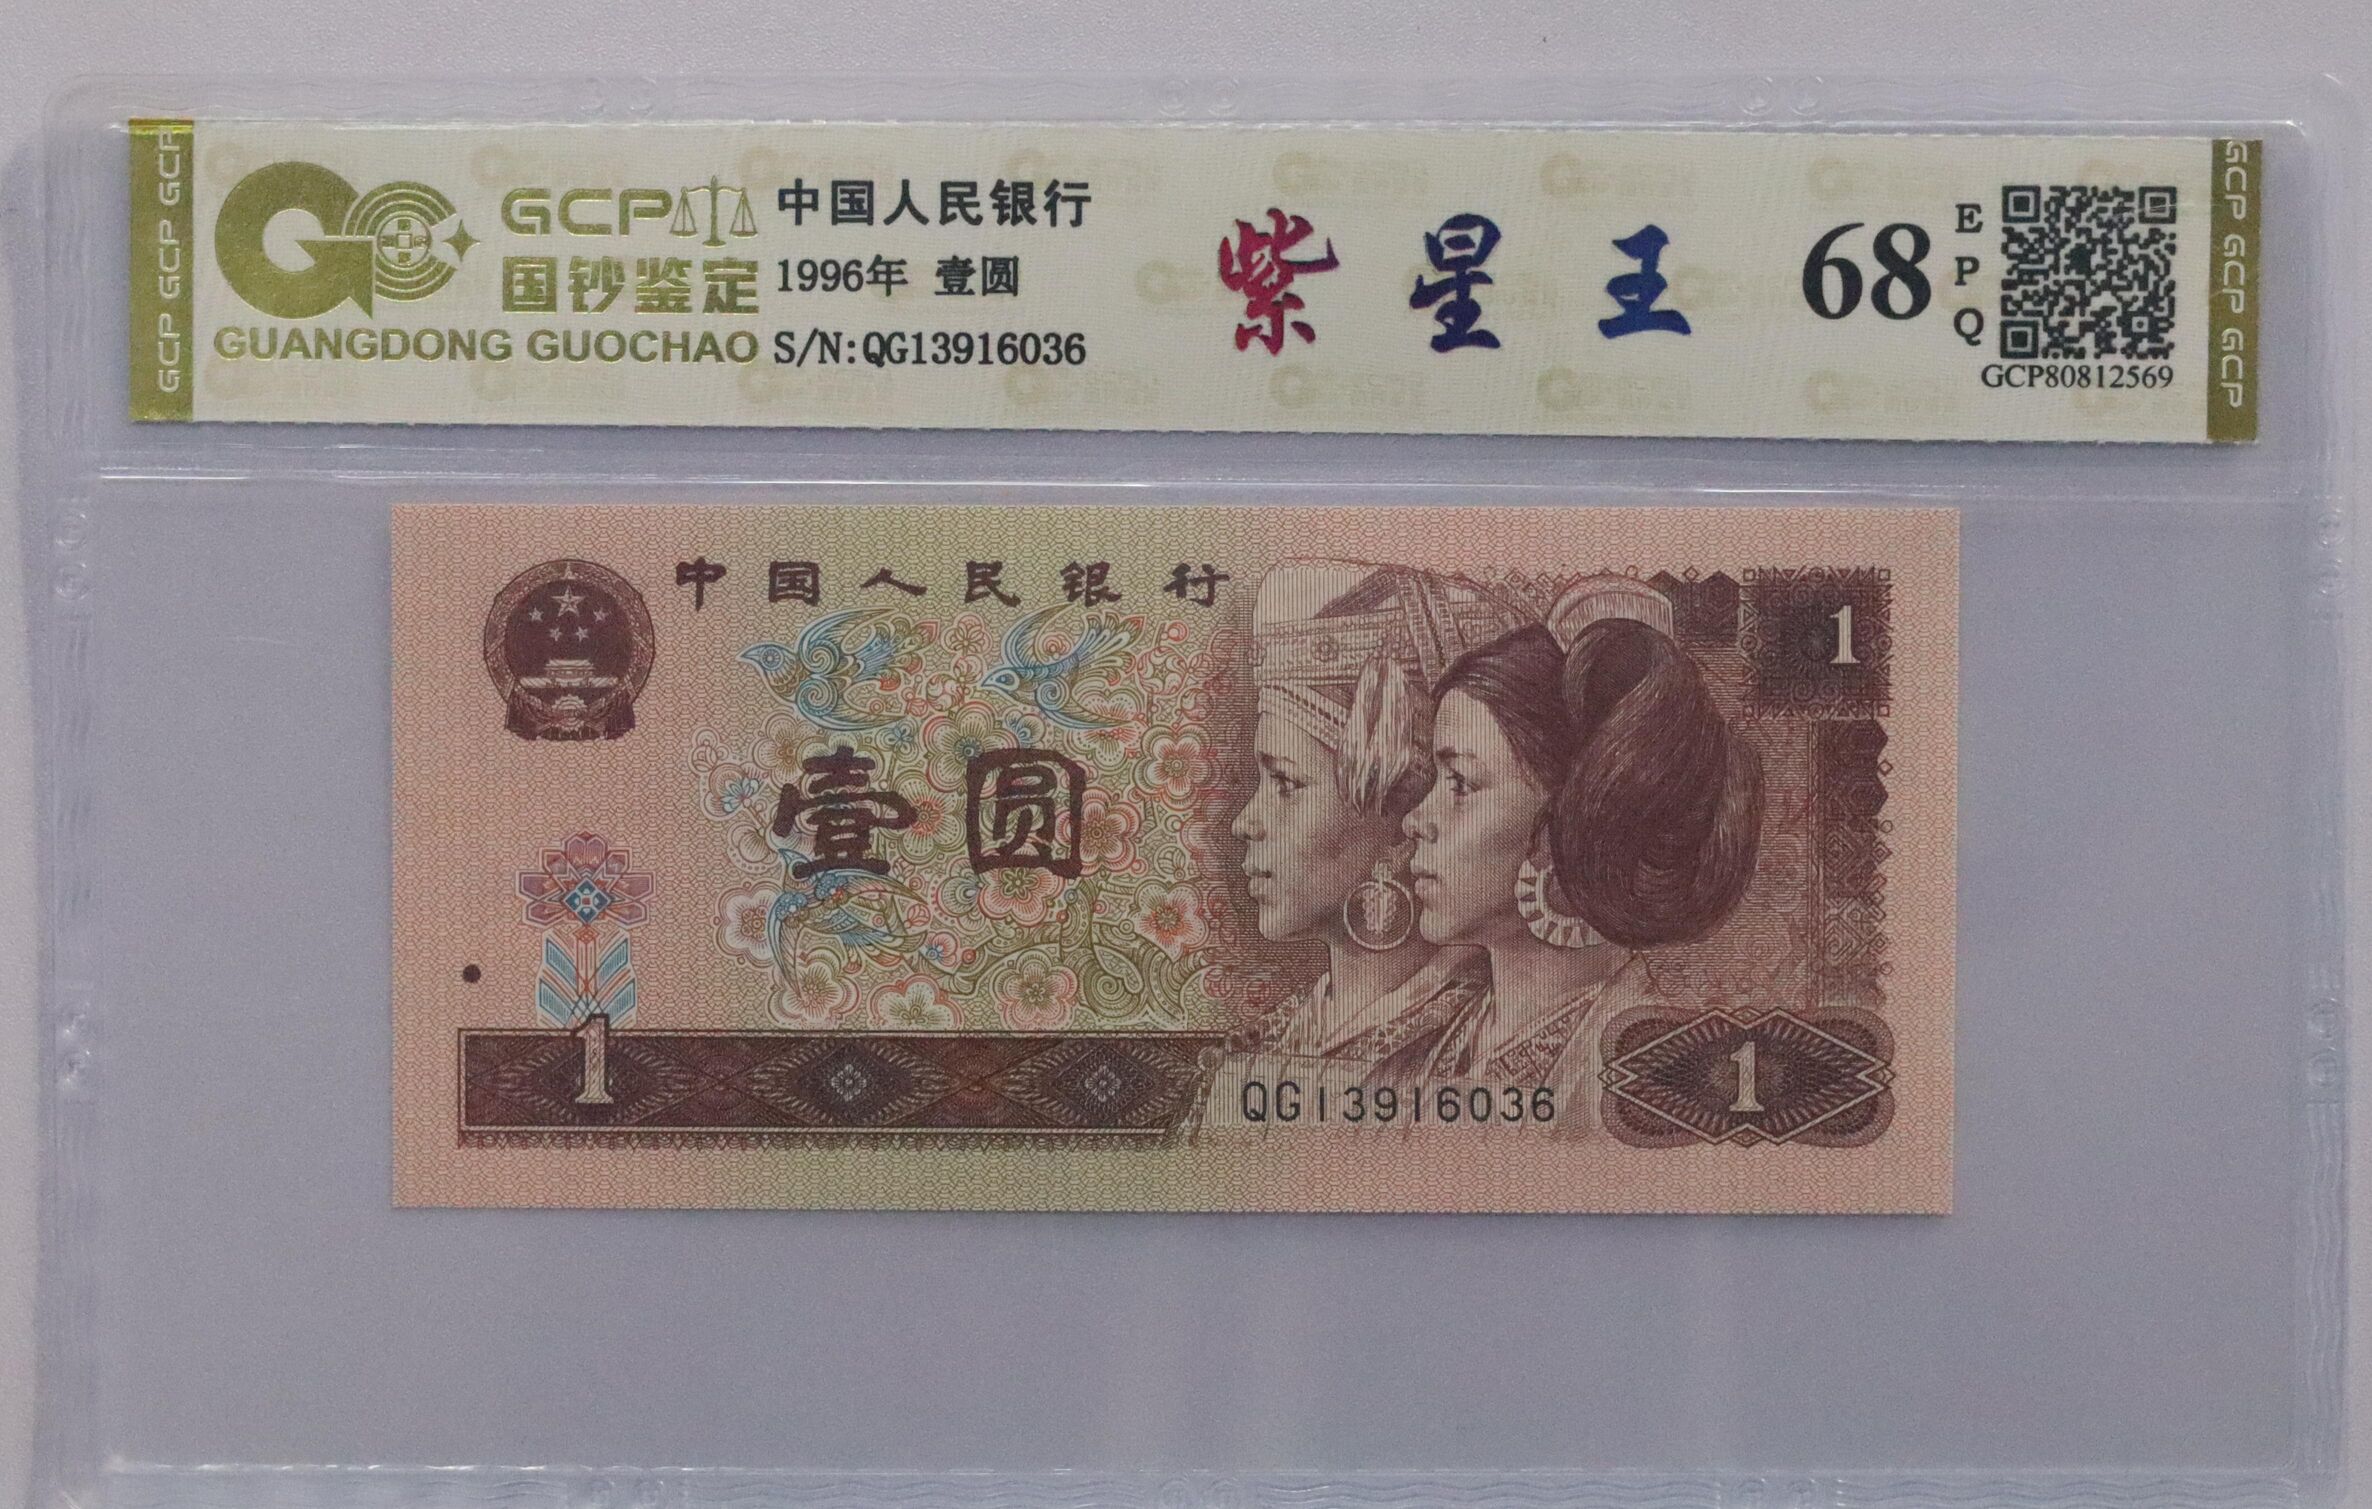 GCP GCP GCP
GCP
国钞鉴定
GUANGDONG GUOCHAO
中国人民银行
1996年 壹圆
S/N:QG13916036
紫星王
68
EPQ
GCP80812569
GCP GCP GCP
中国人民银行
1
壹圆
1
QG13916036
1